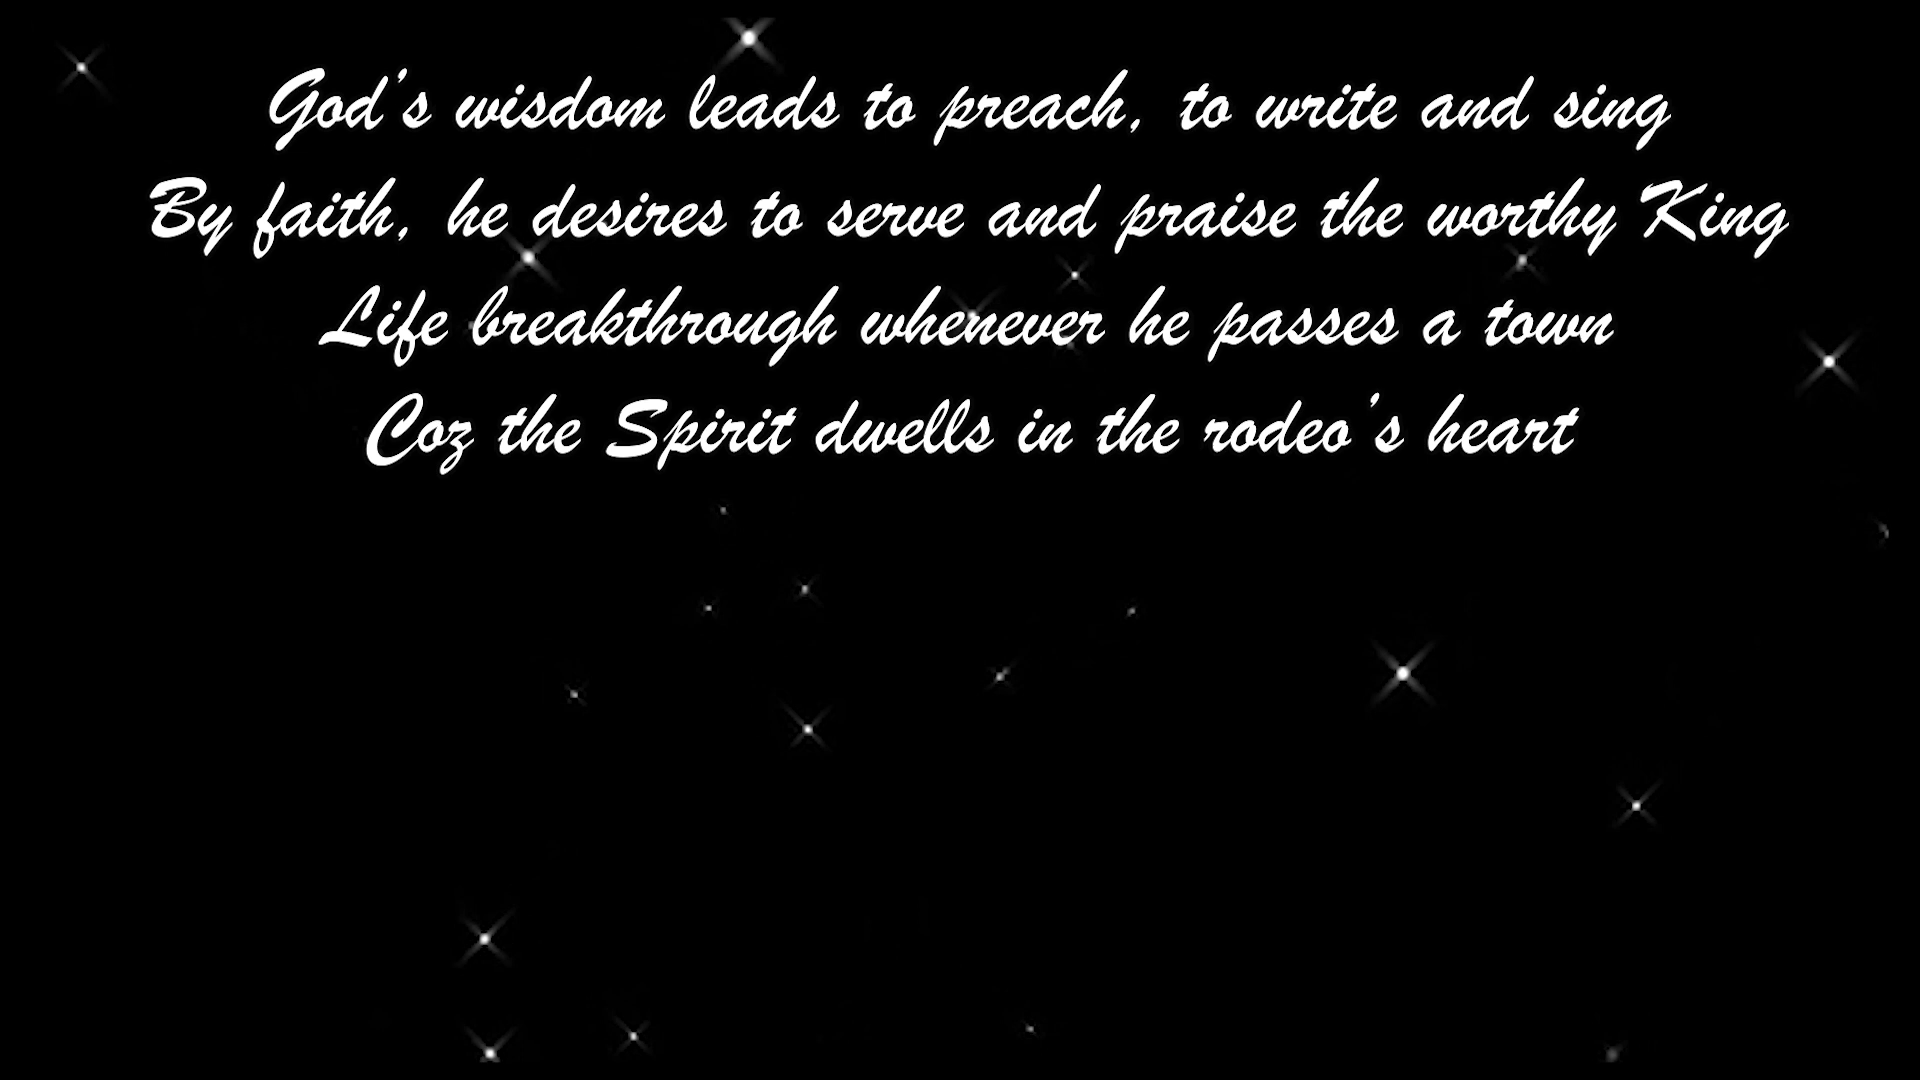 God's wisdom leads to preach, to write and sing
By faith, he desires to serve and praise the worthy King
Life breakthrough whenever he passes a town
Coz the Spirit dwells in the rodeo's heart